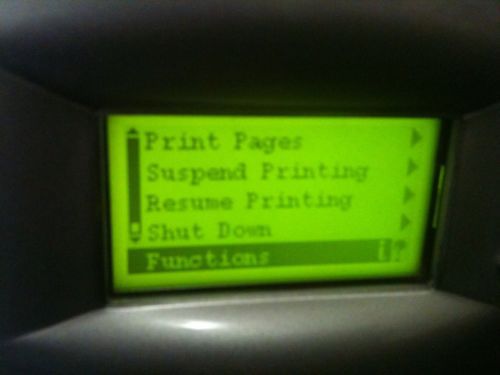 Print Pages
Suspend Printing
Resume Printing
Shut Down
Functions